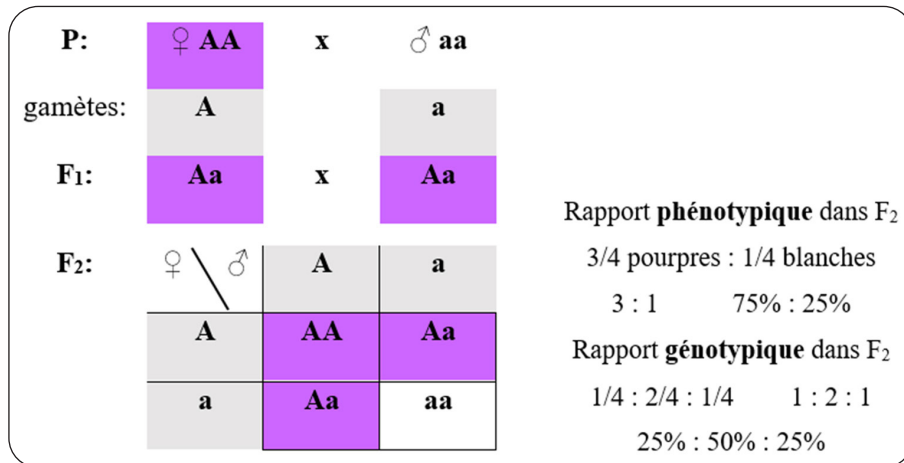 P: ♀ AA x ♂ aa
gamètes: A a
F₁: Aa x Aa
F₂: ♀ \ ♂ A a
A AA Aa
a Aa aa
Rapport phénotypique dans F₂
3/4 pourpres : 1/4 blanches
3 : 1 75% : 25%
Rapport génotypique dans F₂
1/4 : 2/4 : 1/4 1 : 2 : 1
25% : 50% : 25%